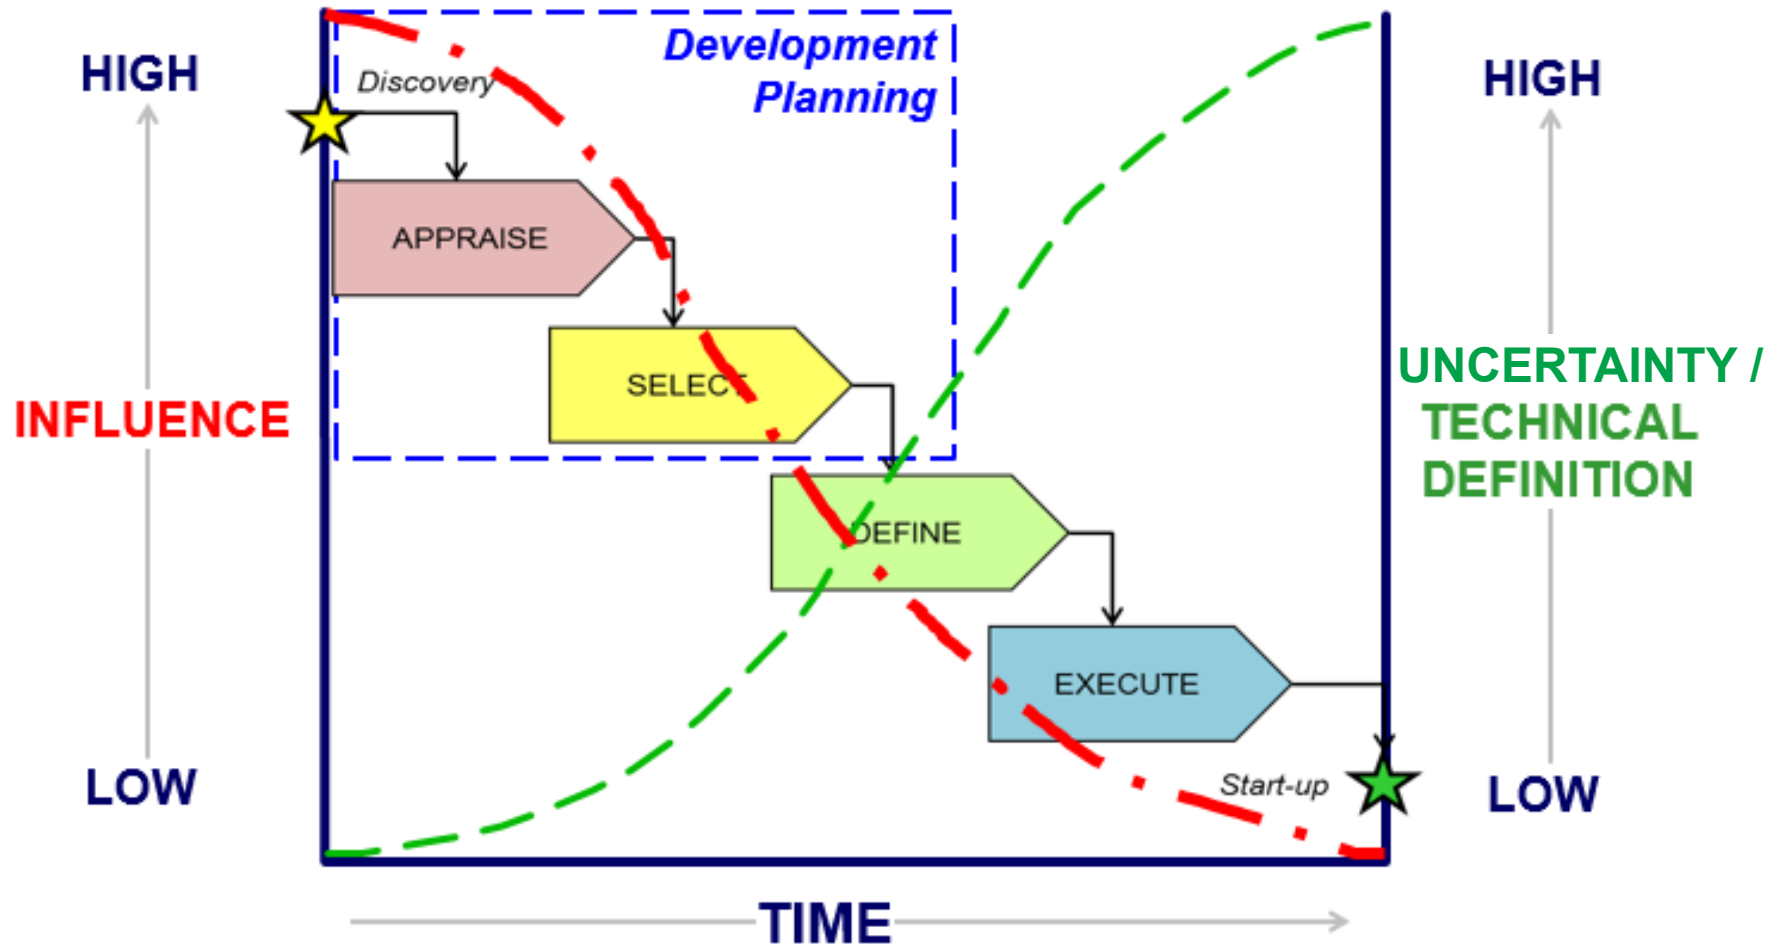 Development
Planning
HIGH
Discovery
HIGH
APPRAISE
UNCERTAINTY /
SELECT
INFLUENCE
TECHNICAL
DEFINITION
DEFINE
EXECUTE
LOW
Start-up
LOW
TIME